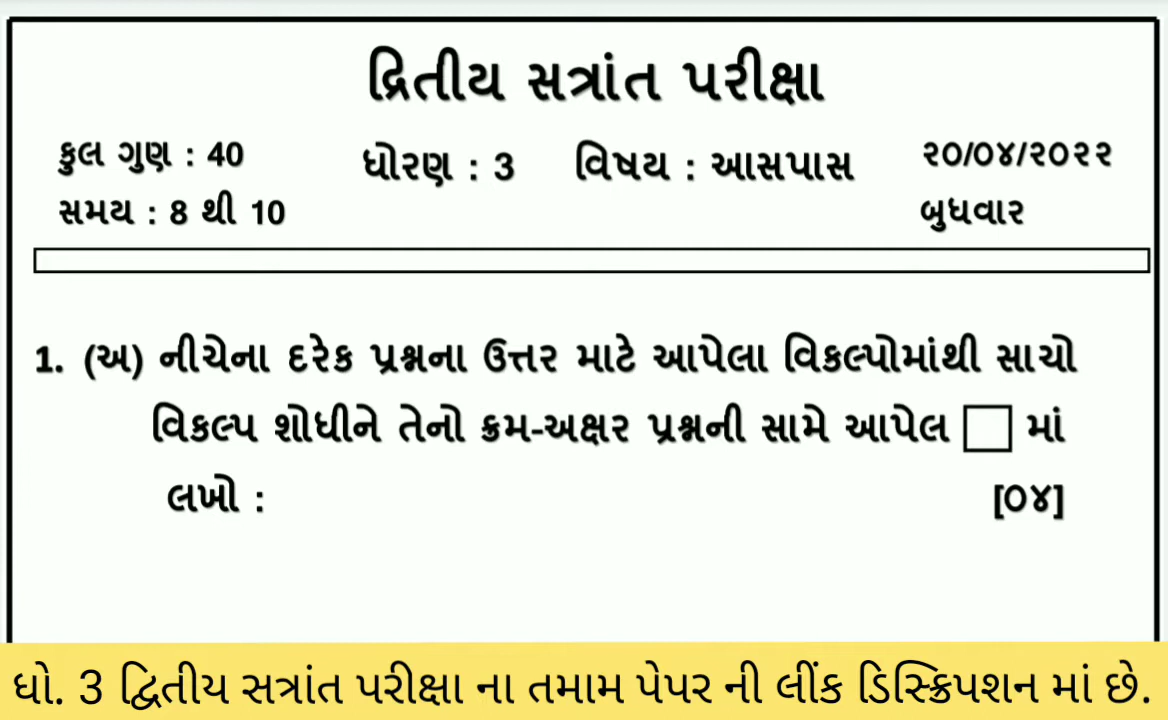 દ્રિતીય સત્રાંત પરીક્ષા
કુલ ગુણ : 40 ધોરણ : 3 વિષય : આસપાસ ૨૦/૦૪/૨૦૨૨
સમય : 8 થી 10 બુધવાર
1. (અ) નીચેના દરેક પ્રશ્નના ઉત્તર માટે આપેલા વિકલ્પોમાંથી સાચો
વિકલ્પ શોધીને તેનો ક્રમ-અક્ષર પ્રશ્નની સામે આપેલ □ માં
લખો : [૦૪]
ધો. 3 દ્વિતીય સત્રાંત પરીક્ષા ના તમામ પેપર ની લીંક ડિસ્ક્રિપશન માં છે.